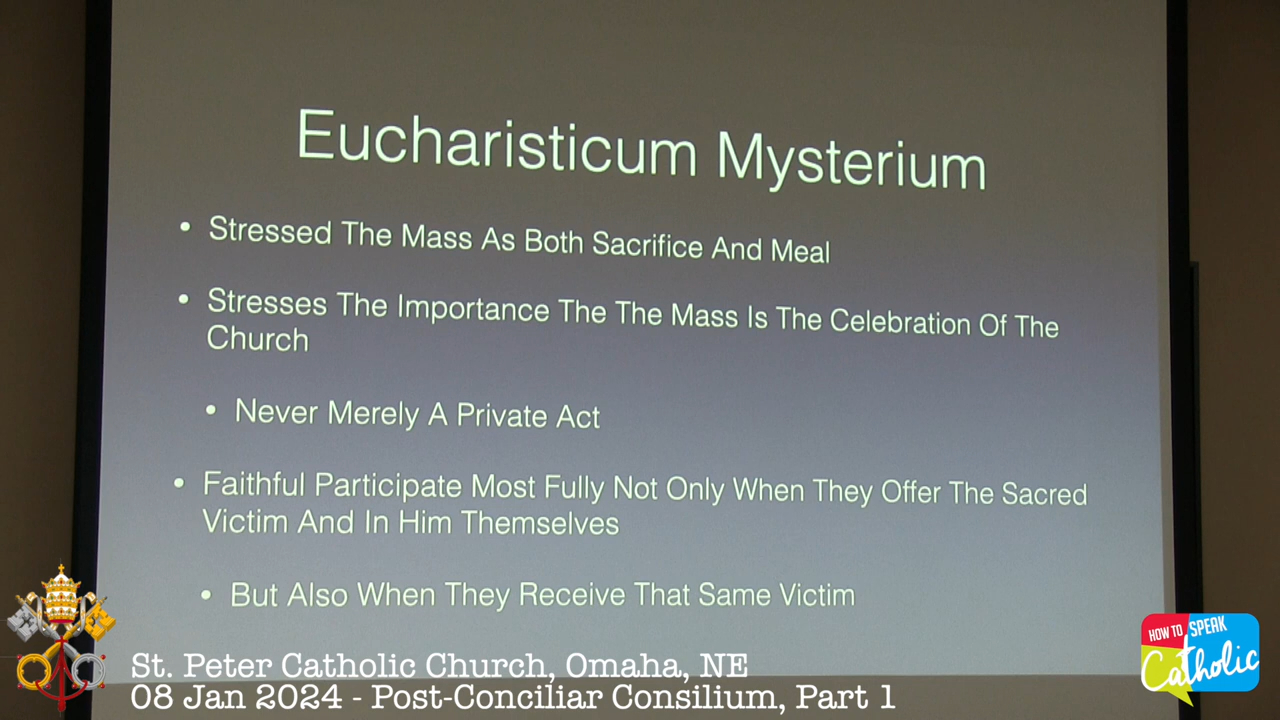 Eucharisticum Mysterium
• Stressed The Mass As Both Sacrifice And Meal
• Stresses The Importance The The Mass Is The Celebration Of The
Church
• Never Merely A Private Act
• Faithful Participate Most Fully Not Only When They Offer The Sacred
Victim And In Him Themselves
• But Also When They Receive That Same Victim
St. Peter Catholic Church, Omaha, NE
08 Jan 2024 - Post-Conciliar Consilium, Part 1
HOW TO SPEAK
Catholic